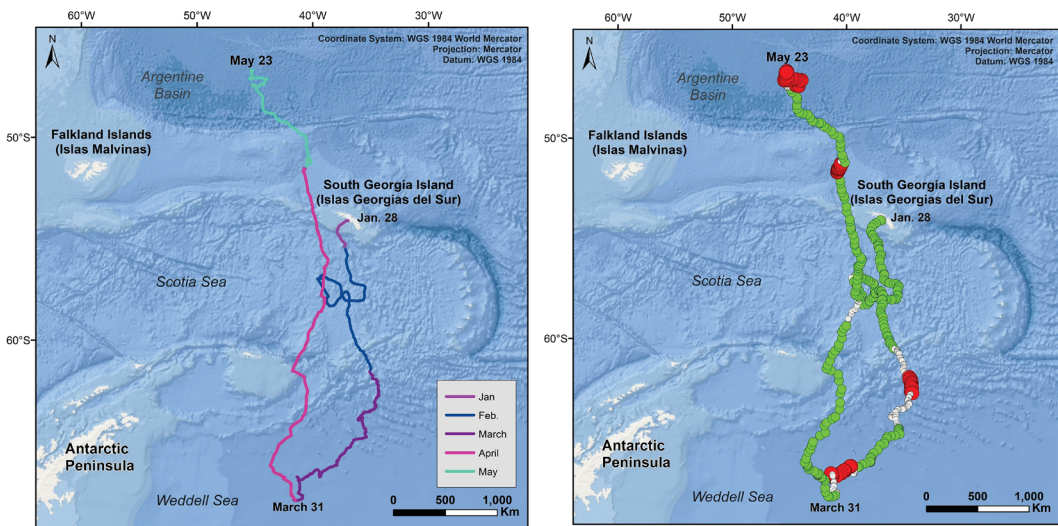 60°W
50°W
40°W
30°W
N
Coordinate System: WGS 1984 World Mercator
Projection: Mercator
Datum: WGS 1984
May 23
Argentine
Basin
50°S
Falkland Islands
(Islas Malvinas)
South Georgia Island
(Islas Georgias del Sur)
Jan. 28
Scotia Sea
60°S
Jan
Feb.
March
April
May
Antarctic
Peninsula
Weddell Sea
March 31
0 500 1,000
Km
60°W
50°W
40°W
30°W
N
Coordinate System: WGS 1984 World Mercator
Projection: Mercator
Datum: WGS 1984
May 23
Argentine
Basin
50°S
Falkland Islands
(Islas Malvinas)
South Georgia Island
(Islas Georgias del Sur)
Jan. 28
Scotia Sea
60°S
Antarctic
Peninsula
Weddell Sea
March 31
0 500 1,000
Km